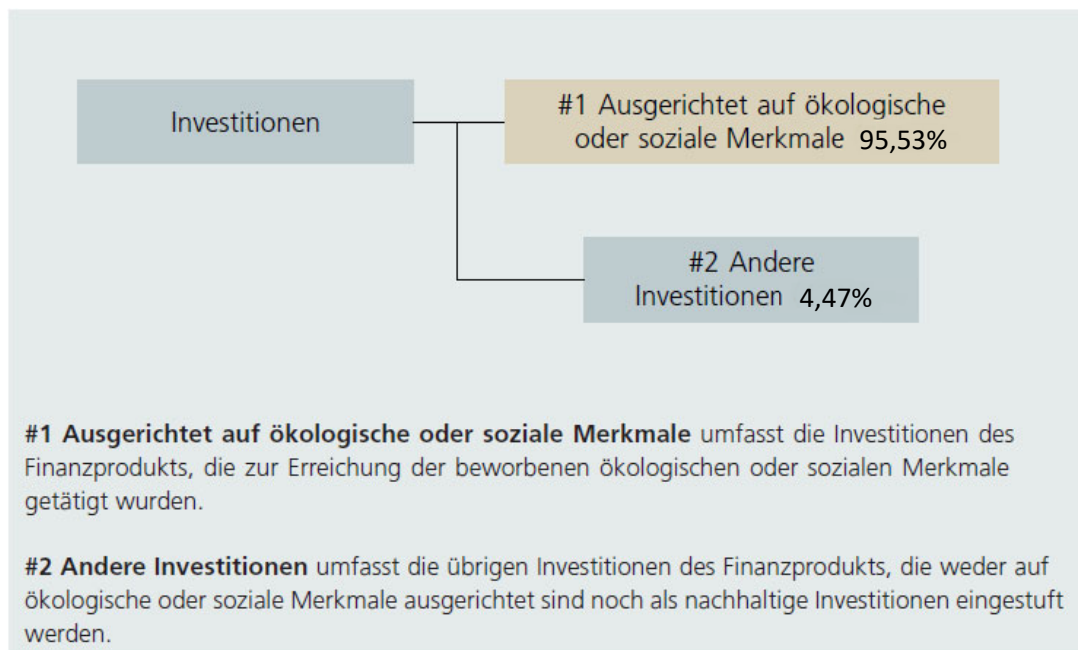 Investitionen
#1 Ausgerichtet auf ökologische
oder soziale Merkmale 95,53%
#2 Andere
Investitionen 4,47%
#1 Ausgerichtet auf ökologische oder soziale Merkmale umfasst die Investitionen des
Finanzprodukts, die zur Erreichung der beworbenen ökologischen oder sozialen Merkmale
getätigt wurden.
#2 Andere Investitionen umfasst die übrigen Investitionen des Finanzprodukts, die weder auf
ökologische oder soziale Merkmale ausgerichtet sind noch als nachhaltige Investitionen eingestuft
werden.